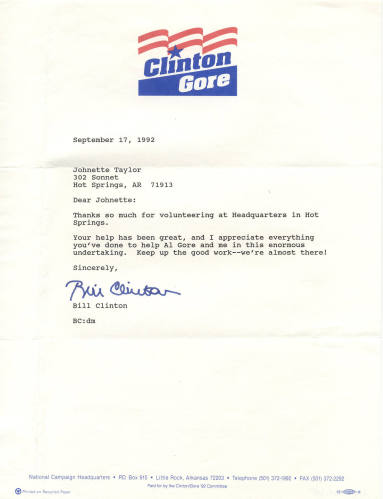 Clinton
Gore
September 17, 1992
Johnette Taylor
302 Sonnet
Hot Springs, AR 71913
Dear Johnette:
Thanks so much for volunteering at Headquarters in Hot
Springs.
Your help has been great, and I appreciate everything
you've done to help Al Gore and me in this enormous
undertaking. Keep up the good work--we're almost there!
Sincerely,
Bill Clinton
Bill Clinton
BC:dm
National Campaign Headquarters • PO Box 615 • Little Rock, Arkansas 72203 • Telephone (501) 372-1992 • FAX (501) 372-2292
Paid for by the Clinton/Gore '92 Committee
Printed on Recycled Paper